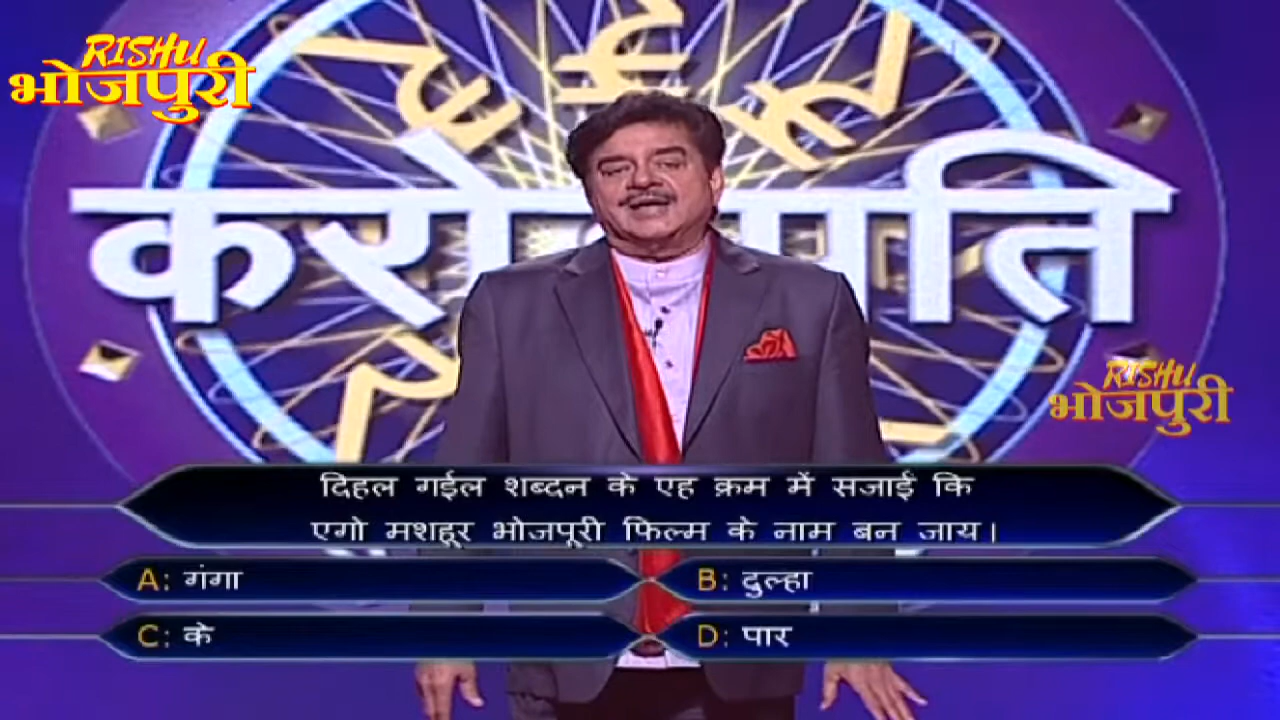 RISHU
भोजपुरी
करो पति
RISHU
भोजपुरी
दिहल गईल शब्दन के एह क्रम में सजाईं कि
एगो मशहूर भोजपूरी फिल्म के नाम बन जाय।
A: गंगा
B: दुल्हा
C: के
D: पार